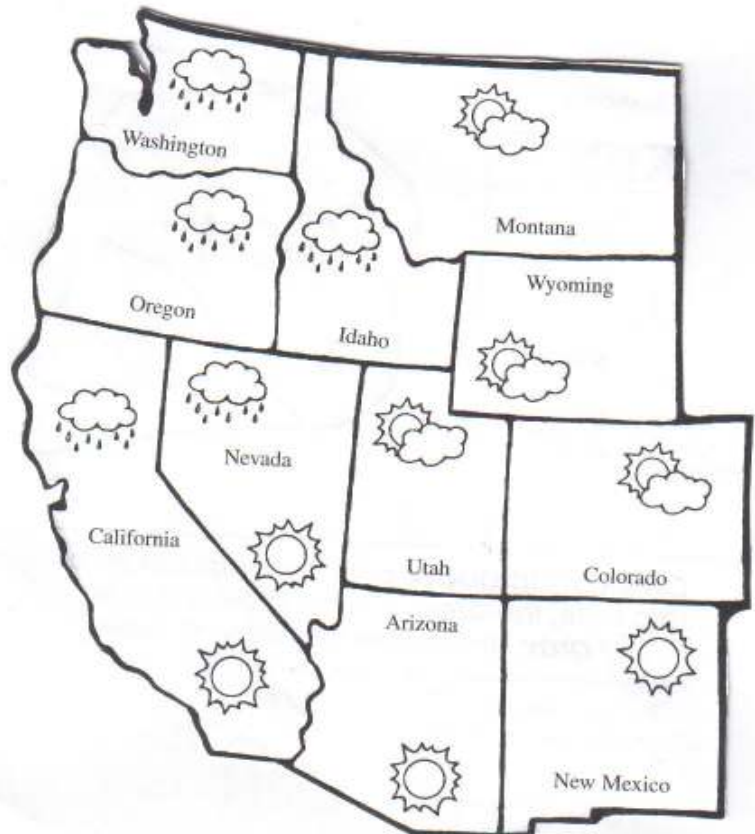 Washington
Montana
Wyoming
Oregon
Idaho
Nevada
California
Utah
Colorado
Arizona
New Mexico